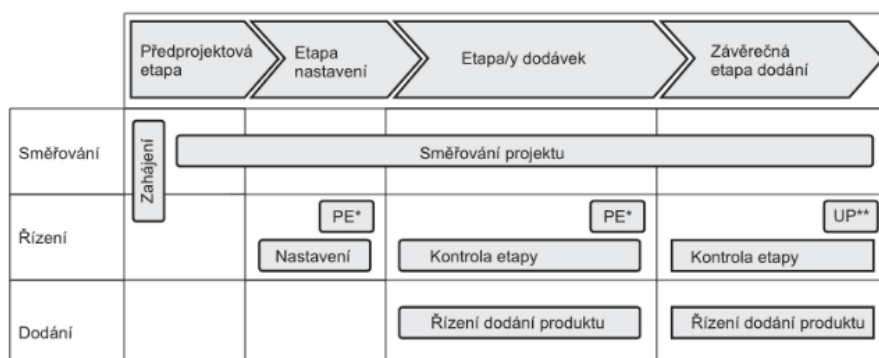 Předprojektová
etapa
Etapa
nastavení
Etapa/y dodávek
Závěrečná
etapa dodání
Směřování
Zahájení
Směřování projektu
Řízení
PE*
PE*
UP**
Nastavení
Kontrola etapy
Kontrola etapy
Dodání
Řízení dodání produktu
Řízení dodání produktu